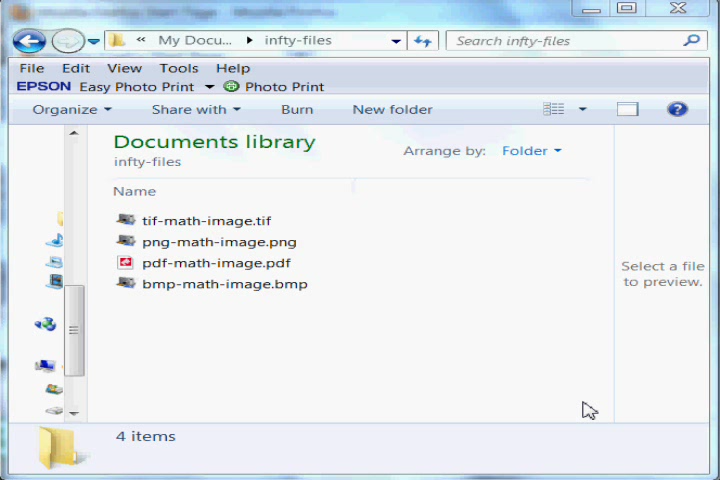 « My Docu... infty-files Search infty-files
File Edit View Tools Help
EPSON Easy Photo Print Photo Print
Organize Share with Burn New folder
Documents library
infty-files
Arrange by: Folder
Name
tif-math-image.tif
png-math-image.png
pdf-math-image.pdf
bmp-math-image.bmp
Select a file
to preview.
4 items